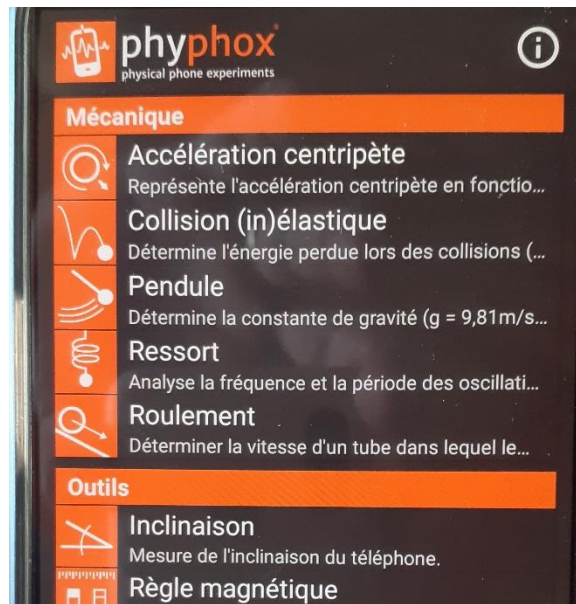 phyphox
physical phone experiments
Mécanique
Accélération centripète
Représente l'accélération centripète en fonctio...
Collision (in)élastique
Détermine l'énergie perdue lors des collisions (...
Pendule
Détermine la constante de gravité (g = 9,81m/s...
Ressort
Analyse la fréquence et la période des oscillati...
Roulement
Déterminer la vitesse d'un tube dans lequel le...
Outils
Inclinaison
Mesure de l'inclinaison du téléphone.
Règle magnétique